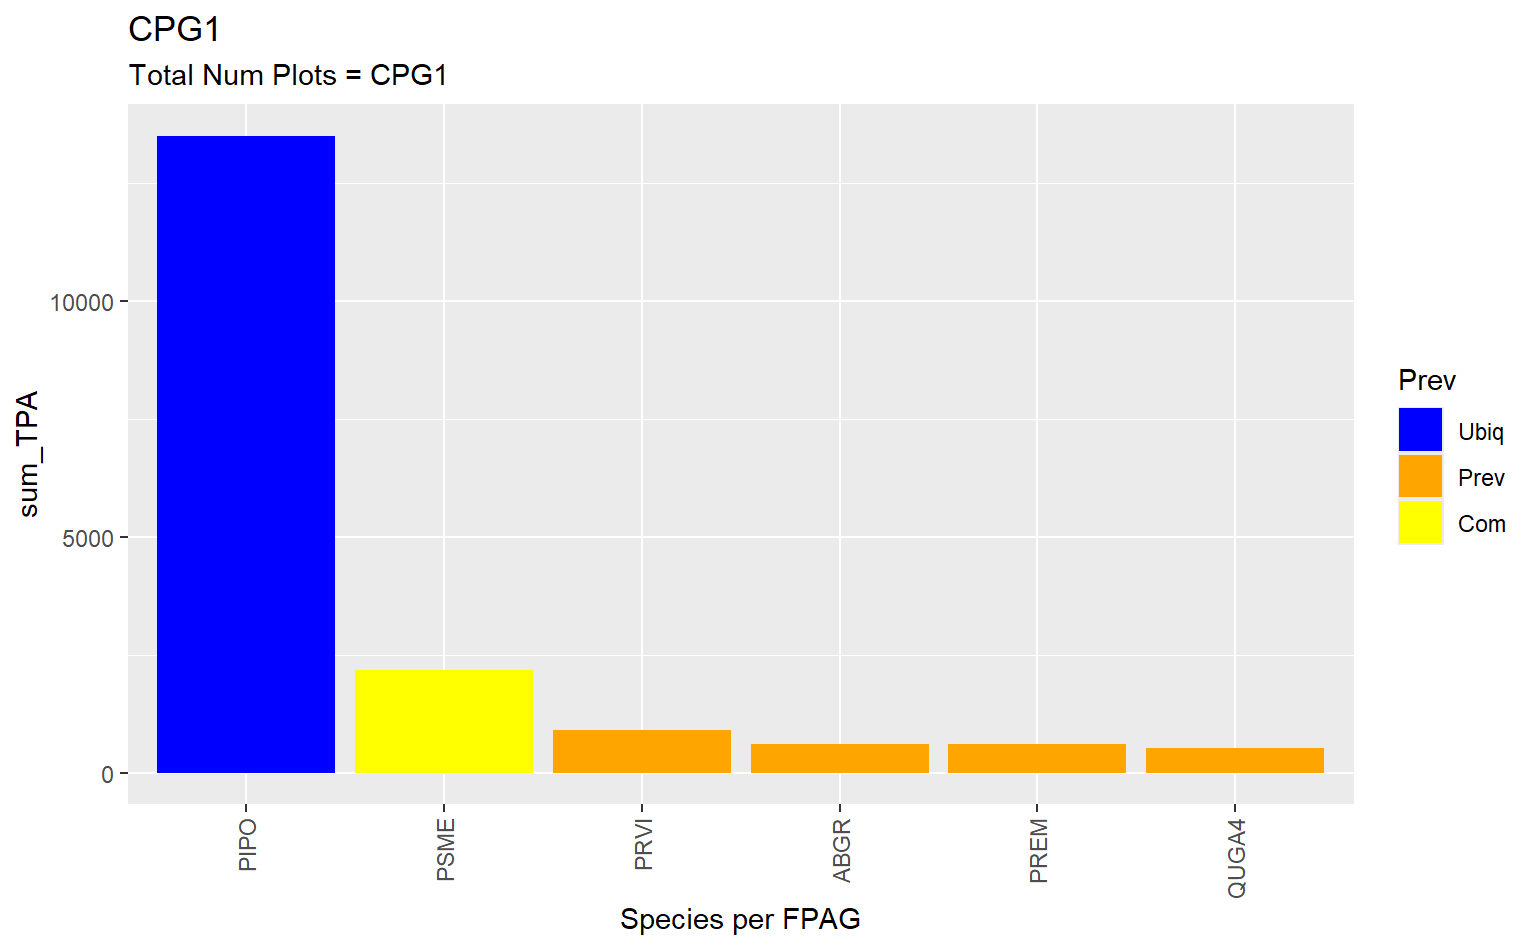 CPG1
Total Num Plots = CPG1
sum_TPA
10000
5000
0
PIPO
PSME
PRVI
ABGR
PREM
QUGA4
Species per FPAG
Prev
Ubiq
Prev
Com